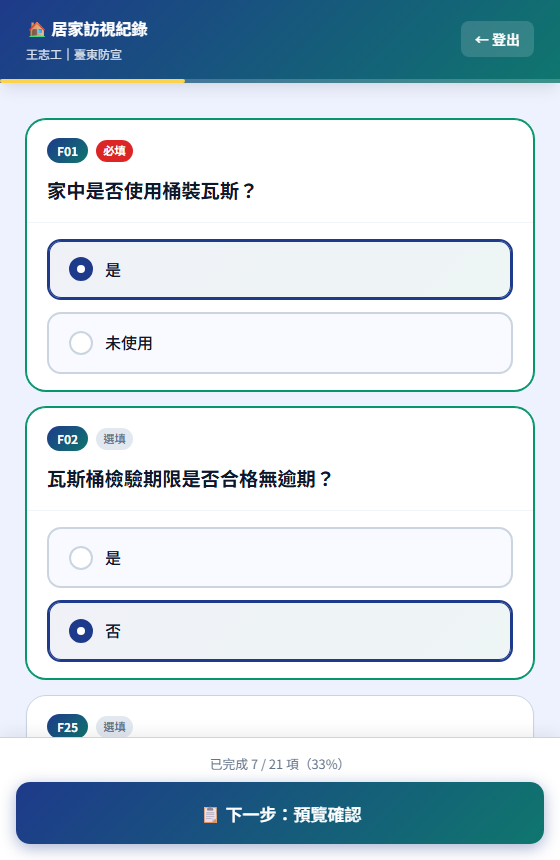 居家訪視紀錄
王志工｜臺東防宣
← 登出
F01 必填
家中是否使用桶裝瓦斯？
是
未使用
F02 選填
瓦斯桶檢驗期限是否合格無逾期？
是
否
F25 選填
已完成 7 / 21 項（33%）
下一步：預覽確認